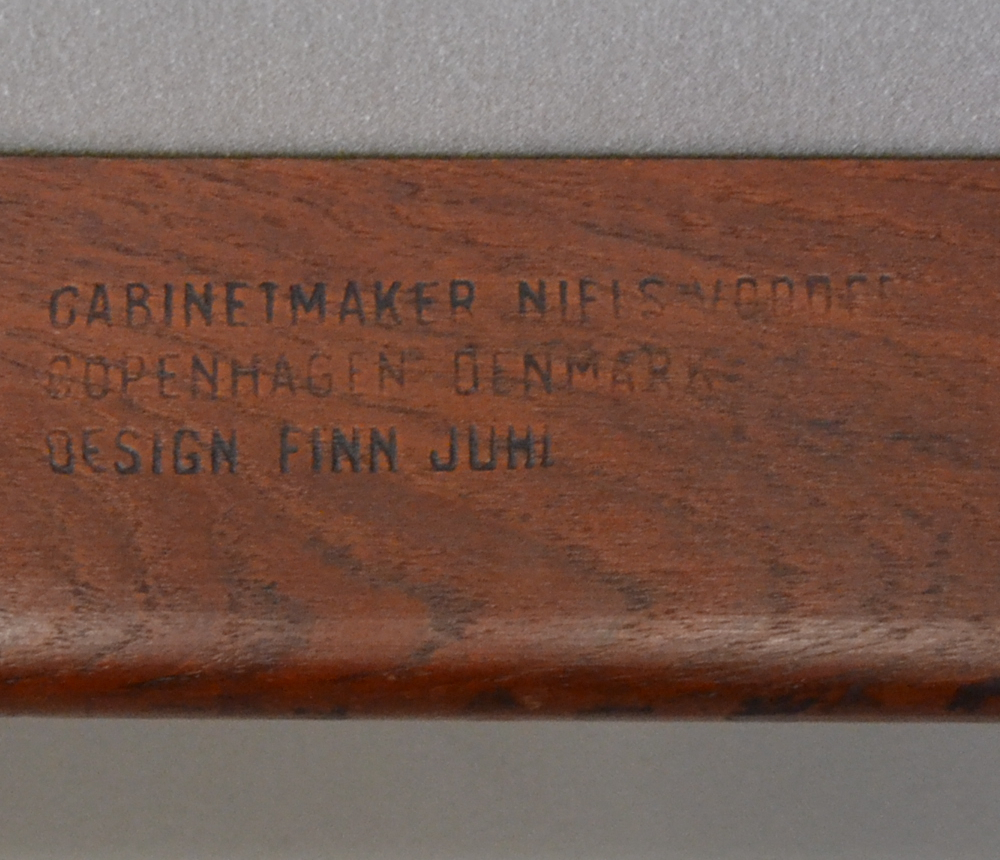 CABINETMAKER NIELS VODDER
COPENHAGEN DENMARK
DESIGN FINN JUHL